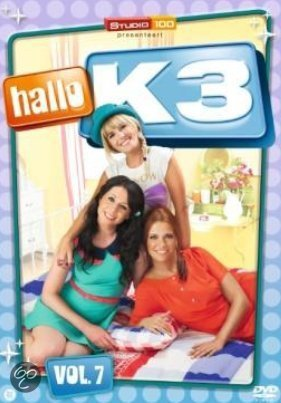 STUDIO 100
presenteert
hallo
K3
VOL. 7
DVD